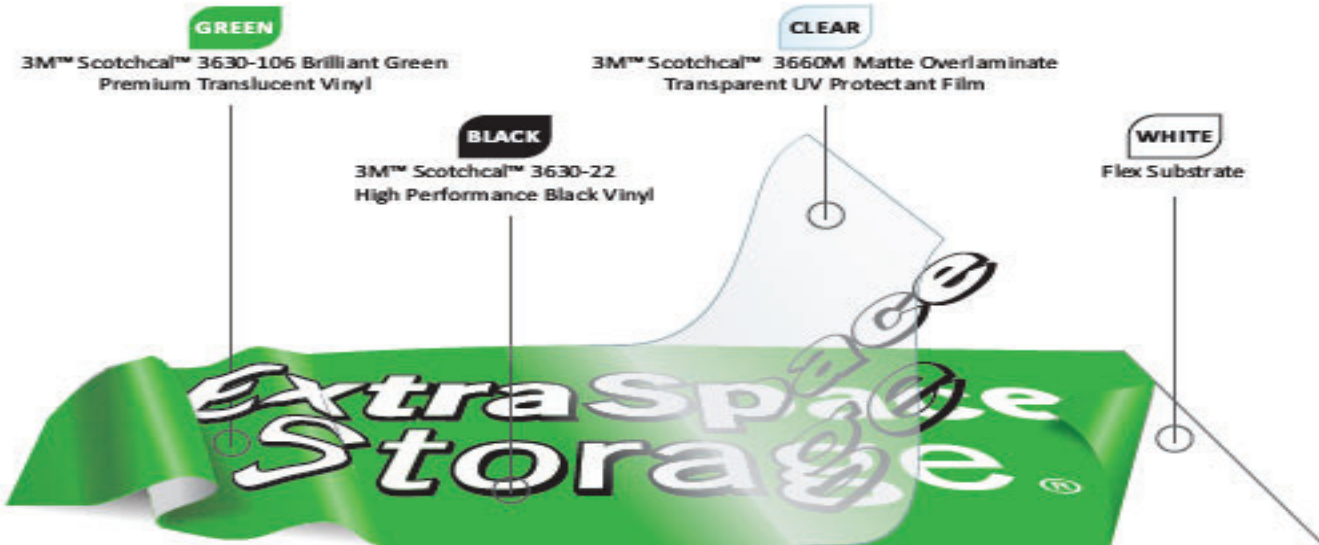 GREEN
3M™ Scotchcal™ 3630-106 Brilliant Green
Premium Translucent Vinyl
BLACK
3M™ Scotchcal™ 3630-22
High Performance Black Vinyl
CLEAR
3M™ Scotchcal™ 3660M Matte Overlaminate
Transparent UV Protectant Film
WHITE
Flex Substrate
ExtraSpace
Storage®